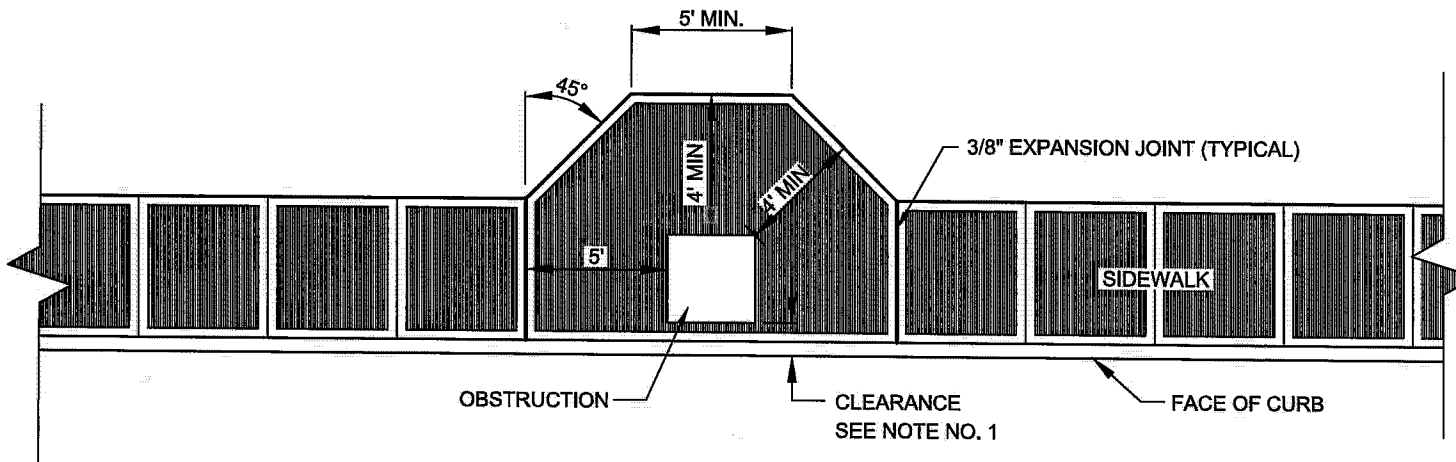 5' MIN.
45°
3/8" EXPANSION JOINT (TYPICAL)
4' MIN
4' MIN
5'
SIDEWALK
OBSTRUCTION
CLEARANCE
SEE NOTE NO. 1
FACE OF CURB